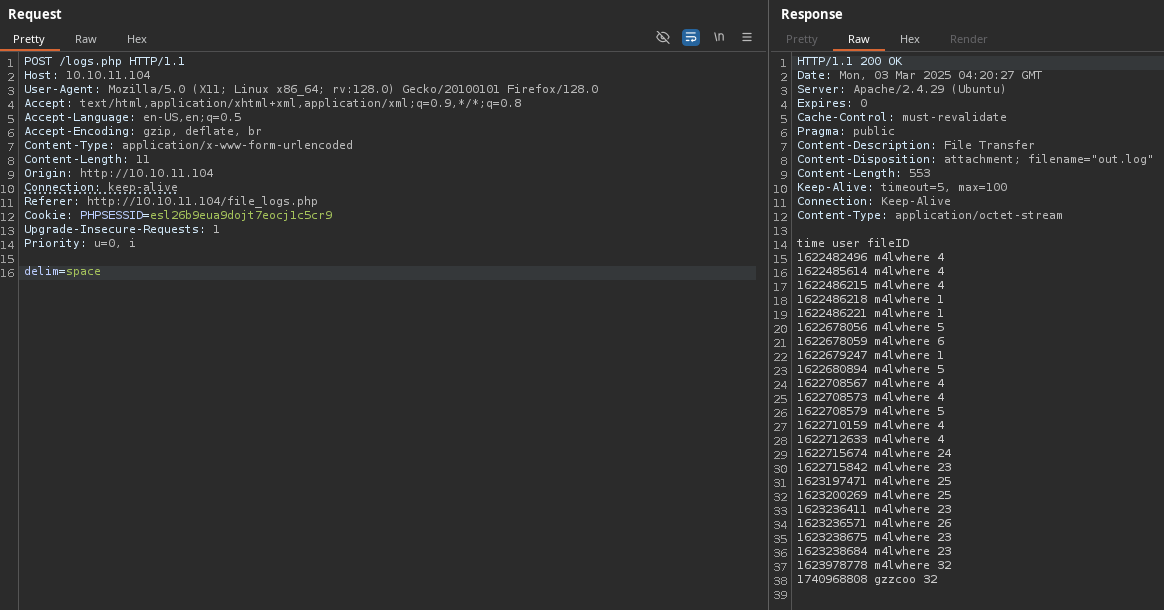 Request
Pretty Raw Hex
\n
1 POST /logs.php HTTP/1.1
2 Host: 10.10.11.104
3 User-Agent: Mozilla/5.0 (X11; Linux x86_64; rv:128.0) Gecko/20100101 Firefox/128.0
4 Accept: text/html,application/xhtml+xml,application/xml;q=0.9,*/*;q=0.8
5 Accept-Language: en-US,en;q=0.5
6 Accept-Encoding: gzip, deflate, br
7 Content-Type: application/x-www-form-urlencoded
8 Content-Length: 11
9 Origin: http://10.10.11.104
10 Connection: keep-alive
11 Referer: http://10.10.11.104/file_logs.php
12 Cookie: PHPSESSID=esl26b9eua9dojt7eocj1c5cr9
13 Upgrade-Insecure-Requests: 1
14 Priority: u=0, i
15
16 delim=space
Response
Pretty Raw Hex Render
1 HTTP/1.1 200 OK
2 Date: Mon, 03 Mar 2025 04:20:27 GMT
3 Server: Apache/2.4.29 (Ubuntu)
4 Expires: 0
5 Cache-Control: must-revalidate
6 Pragma: public
7 Content-Description: File Transfer
8 Content-Disposition: attachment; filename="out.log"
9 Content-Length: 553
10 Keep-Alive: timeout=5, max=100
11 Connection: Keep-Alive
12 Content-Type: application/octet-stream
13
14 time user fileID
15 1622482496 m4lwhere 4
16 1622485614 m4lwhere 4
17 1622486215 m4lwhere 4
18 1622486218 m4lwhere 1
19 1622486221 m4lwhere 1
20 1622678056 m4lwhere 5
21 1622678059 m4lwhere 6
22 1622679247 m4lwhere 1
23 1622680894 m4lwhere 5
24 1622708567 m4lwhere 4
25 1622708573 m4lwhere 4
26 1622708579 m4lwhere 5
27 1622710159 m4lwhere 4
28 1622712633 m4lwhere 4
29 1622715674 m4lwhere 24
30 1622715842 m4lwhere 23
31 1623197471 m4lwhere 25
32 1623200269 m4lwhere 25
33 1623236411 m4lwhere 23
34 1623236571 m4lwhere 26
35 1623238675 m4lwhere 23
36 1623238684 m4lwhere 23
37 1623978778 m4lwhere 32
38 1740968808 gzzcoo 32
39